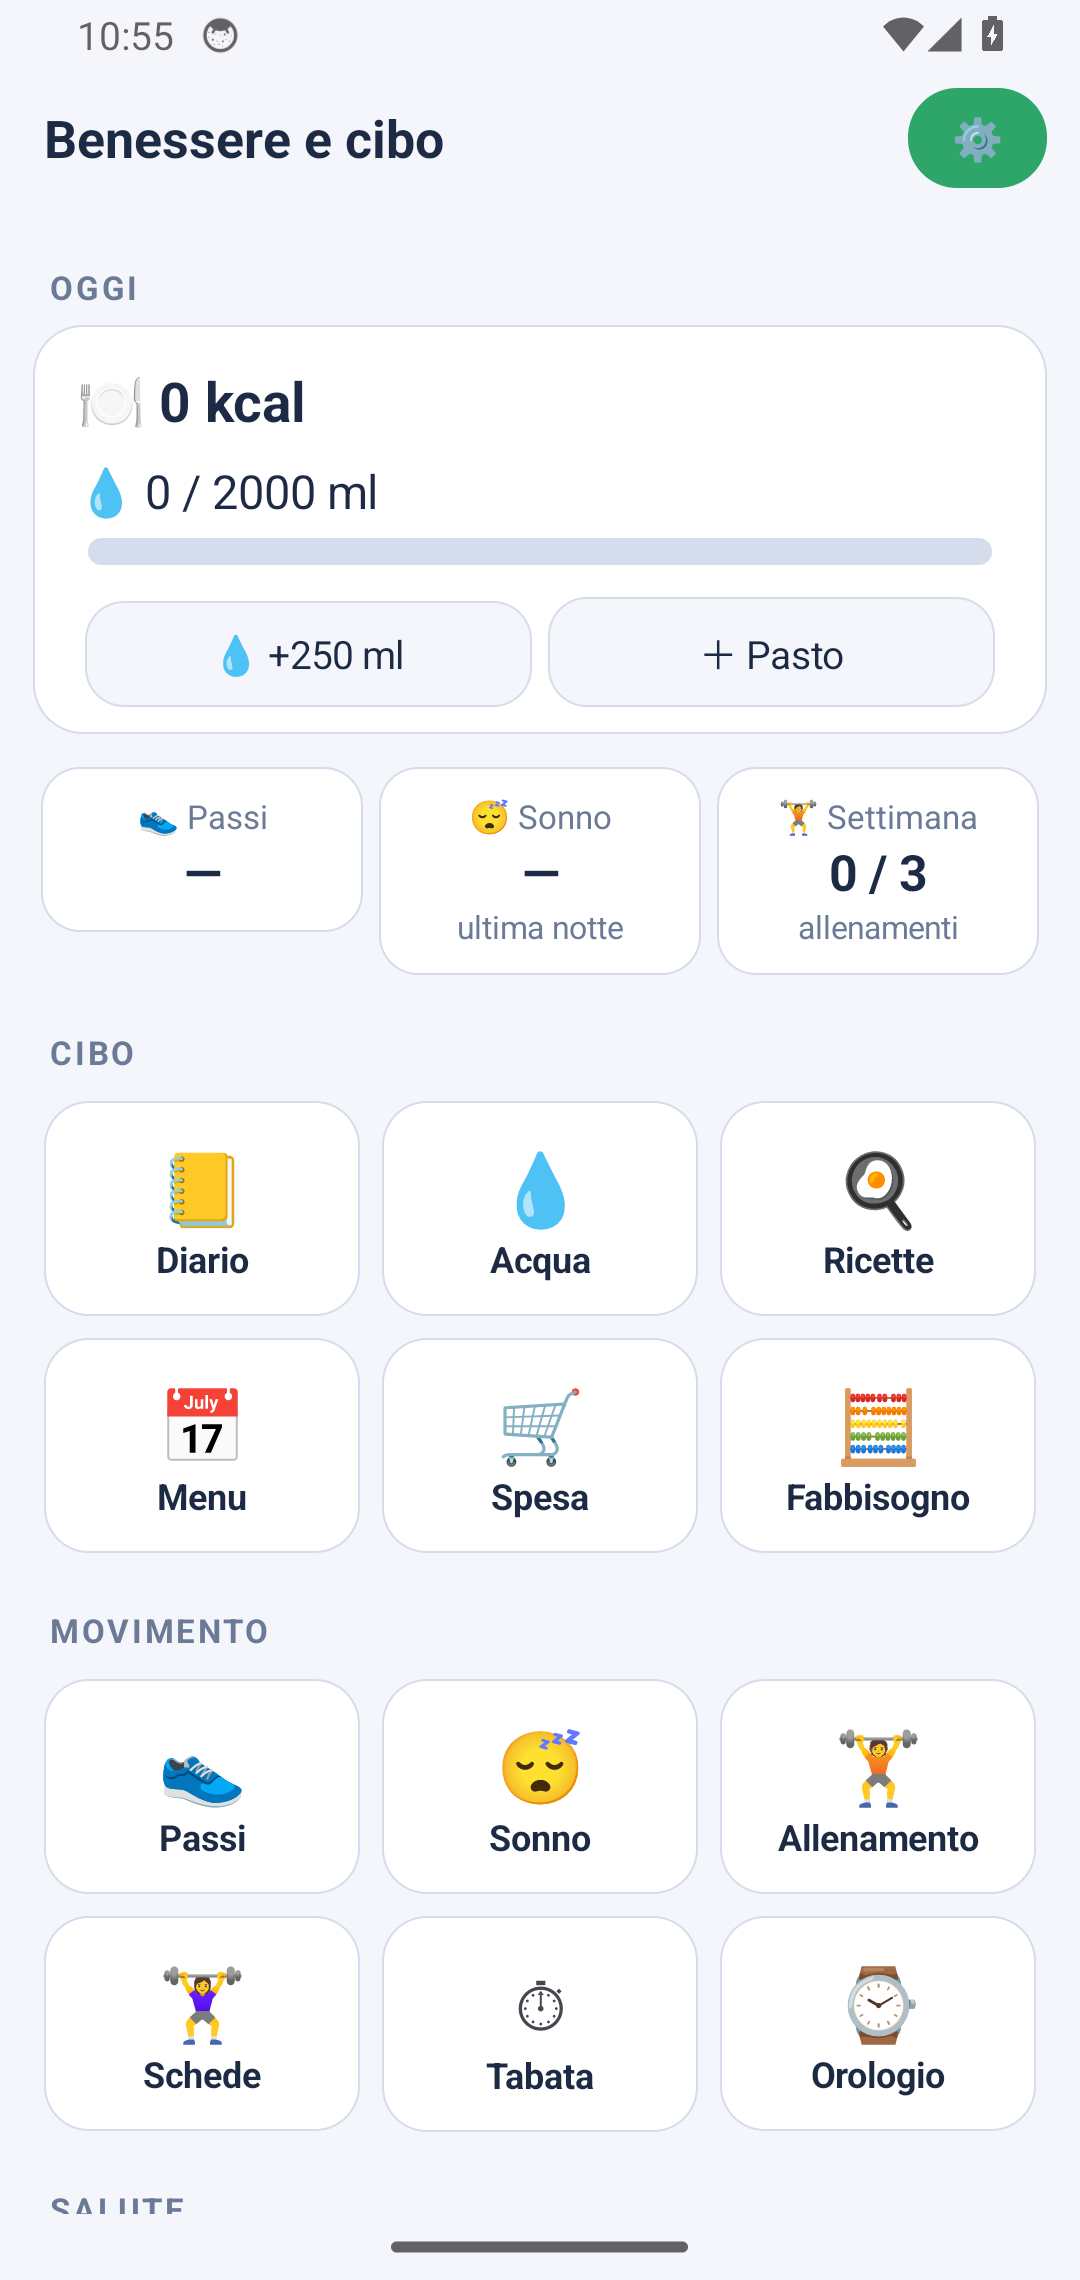 10:55
Benessere e cibo
OGGI
0 kcal
0 / 2000 ml
+250 ml
+ Pasto
Passi
—
Sonno
—
ultima notte
Settimana
0 / 3
allenamenti
CIBO
Diario
Acqua
Ricette
July
17
Menu
Spesa
Fabbisogno
MOVIMENTO
Passi
Sonno
Allenamento
Schede
Tabata
Orologio
SALUTE